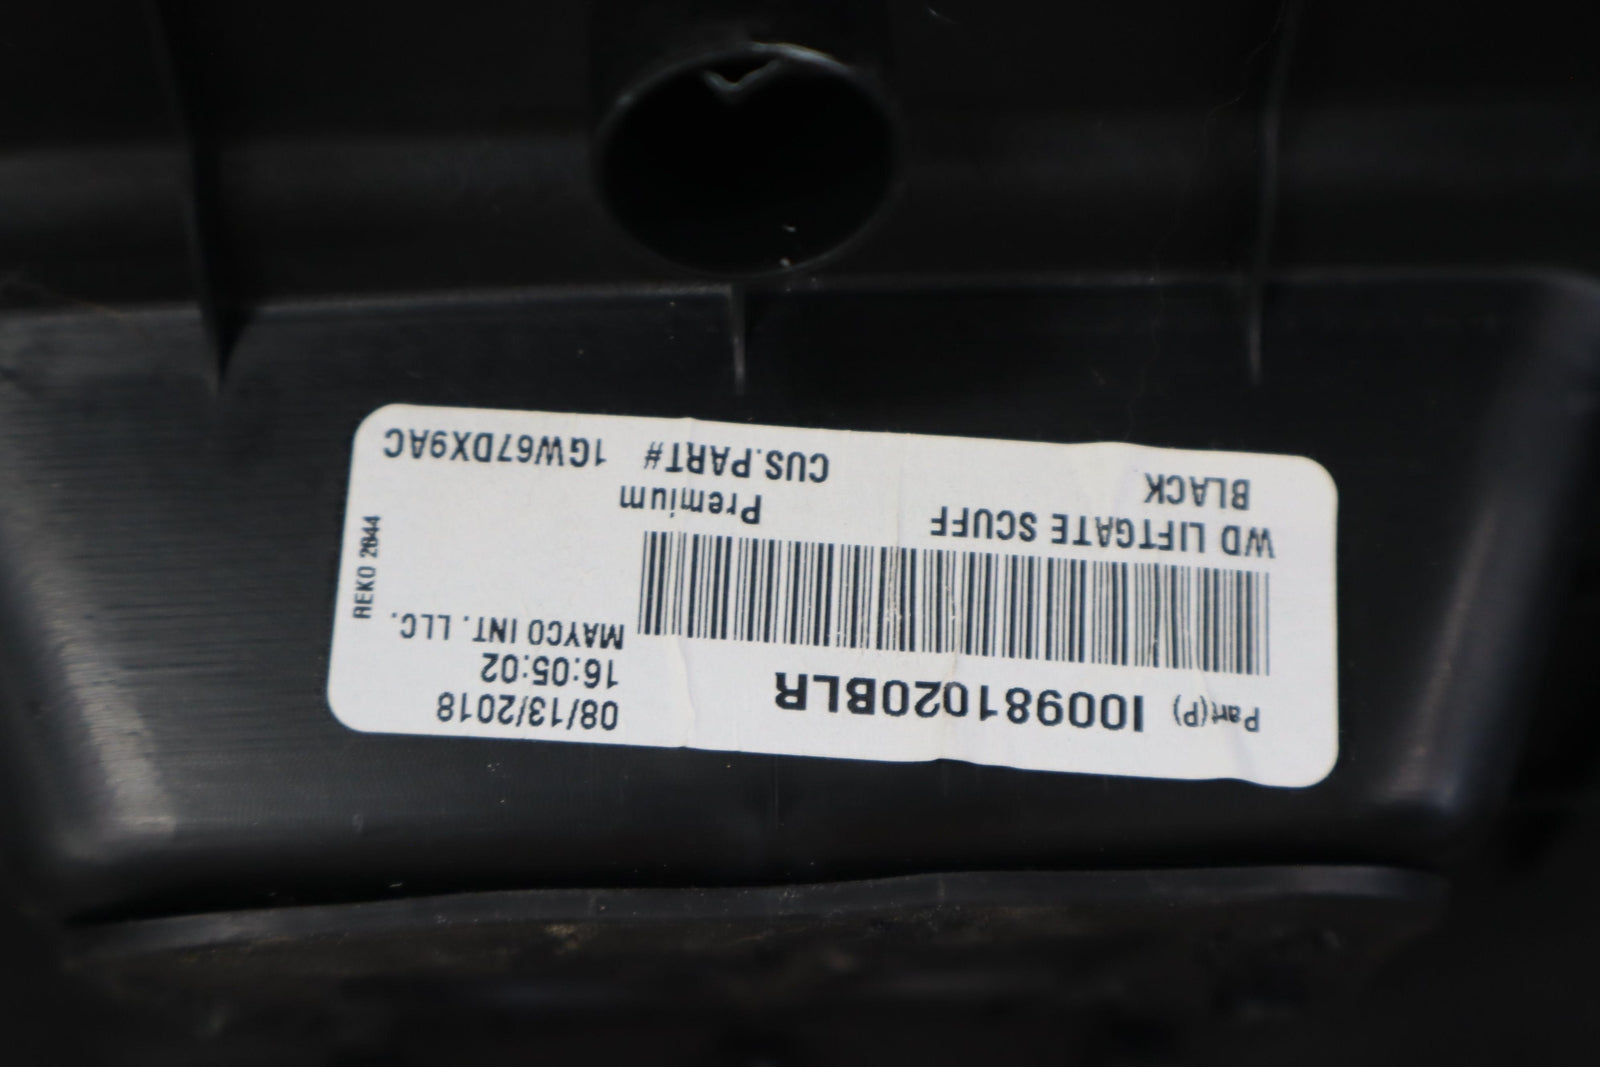 Part(P) I00981020BLR
08/13/2018
16:05:02
MAYCO INT. LLC.
WD LIFTGATE SCUFF
Premium
BLACK
CUS.PART# 1GW67DX9AC
REKO 2844